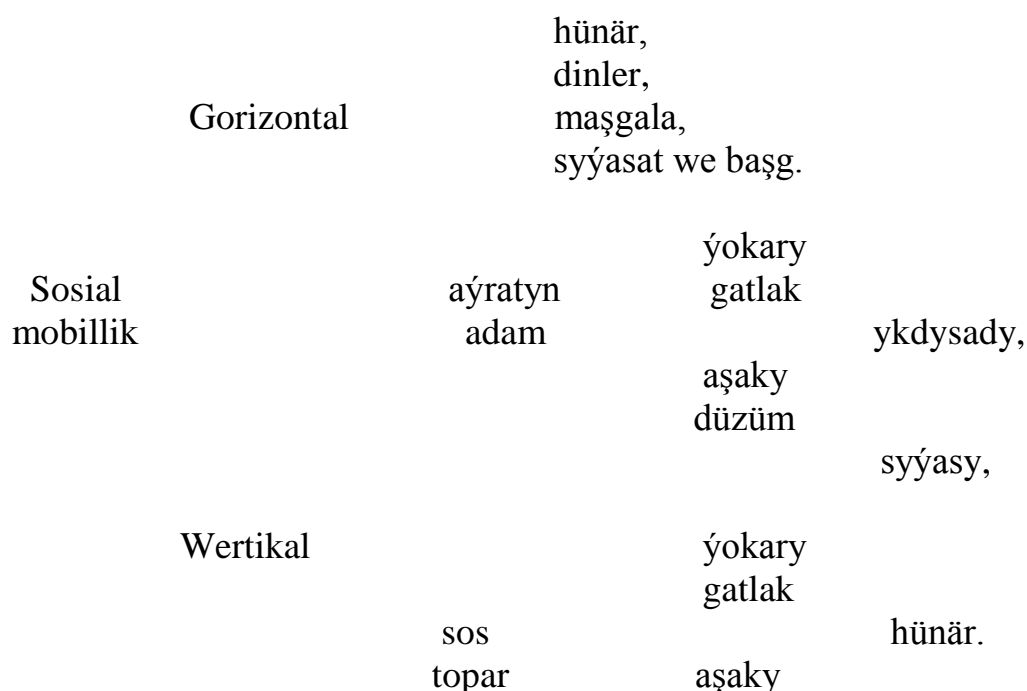 hünär,
dinler,
Gorizontal maşgala,
syýasat we başg.
ýokary
Sosial aýratyn gatlak
mobillik adam ykdysady,
aşaky
düzüm
syýasy,
Wertikal ýokary
gatlak
sos hünär.
topar aşaky